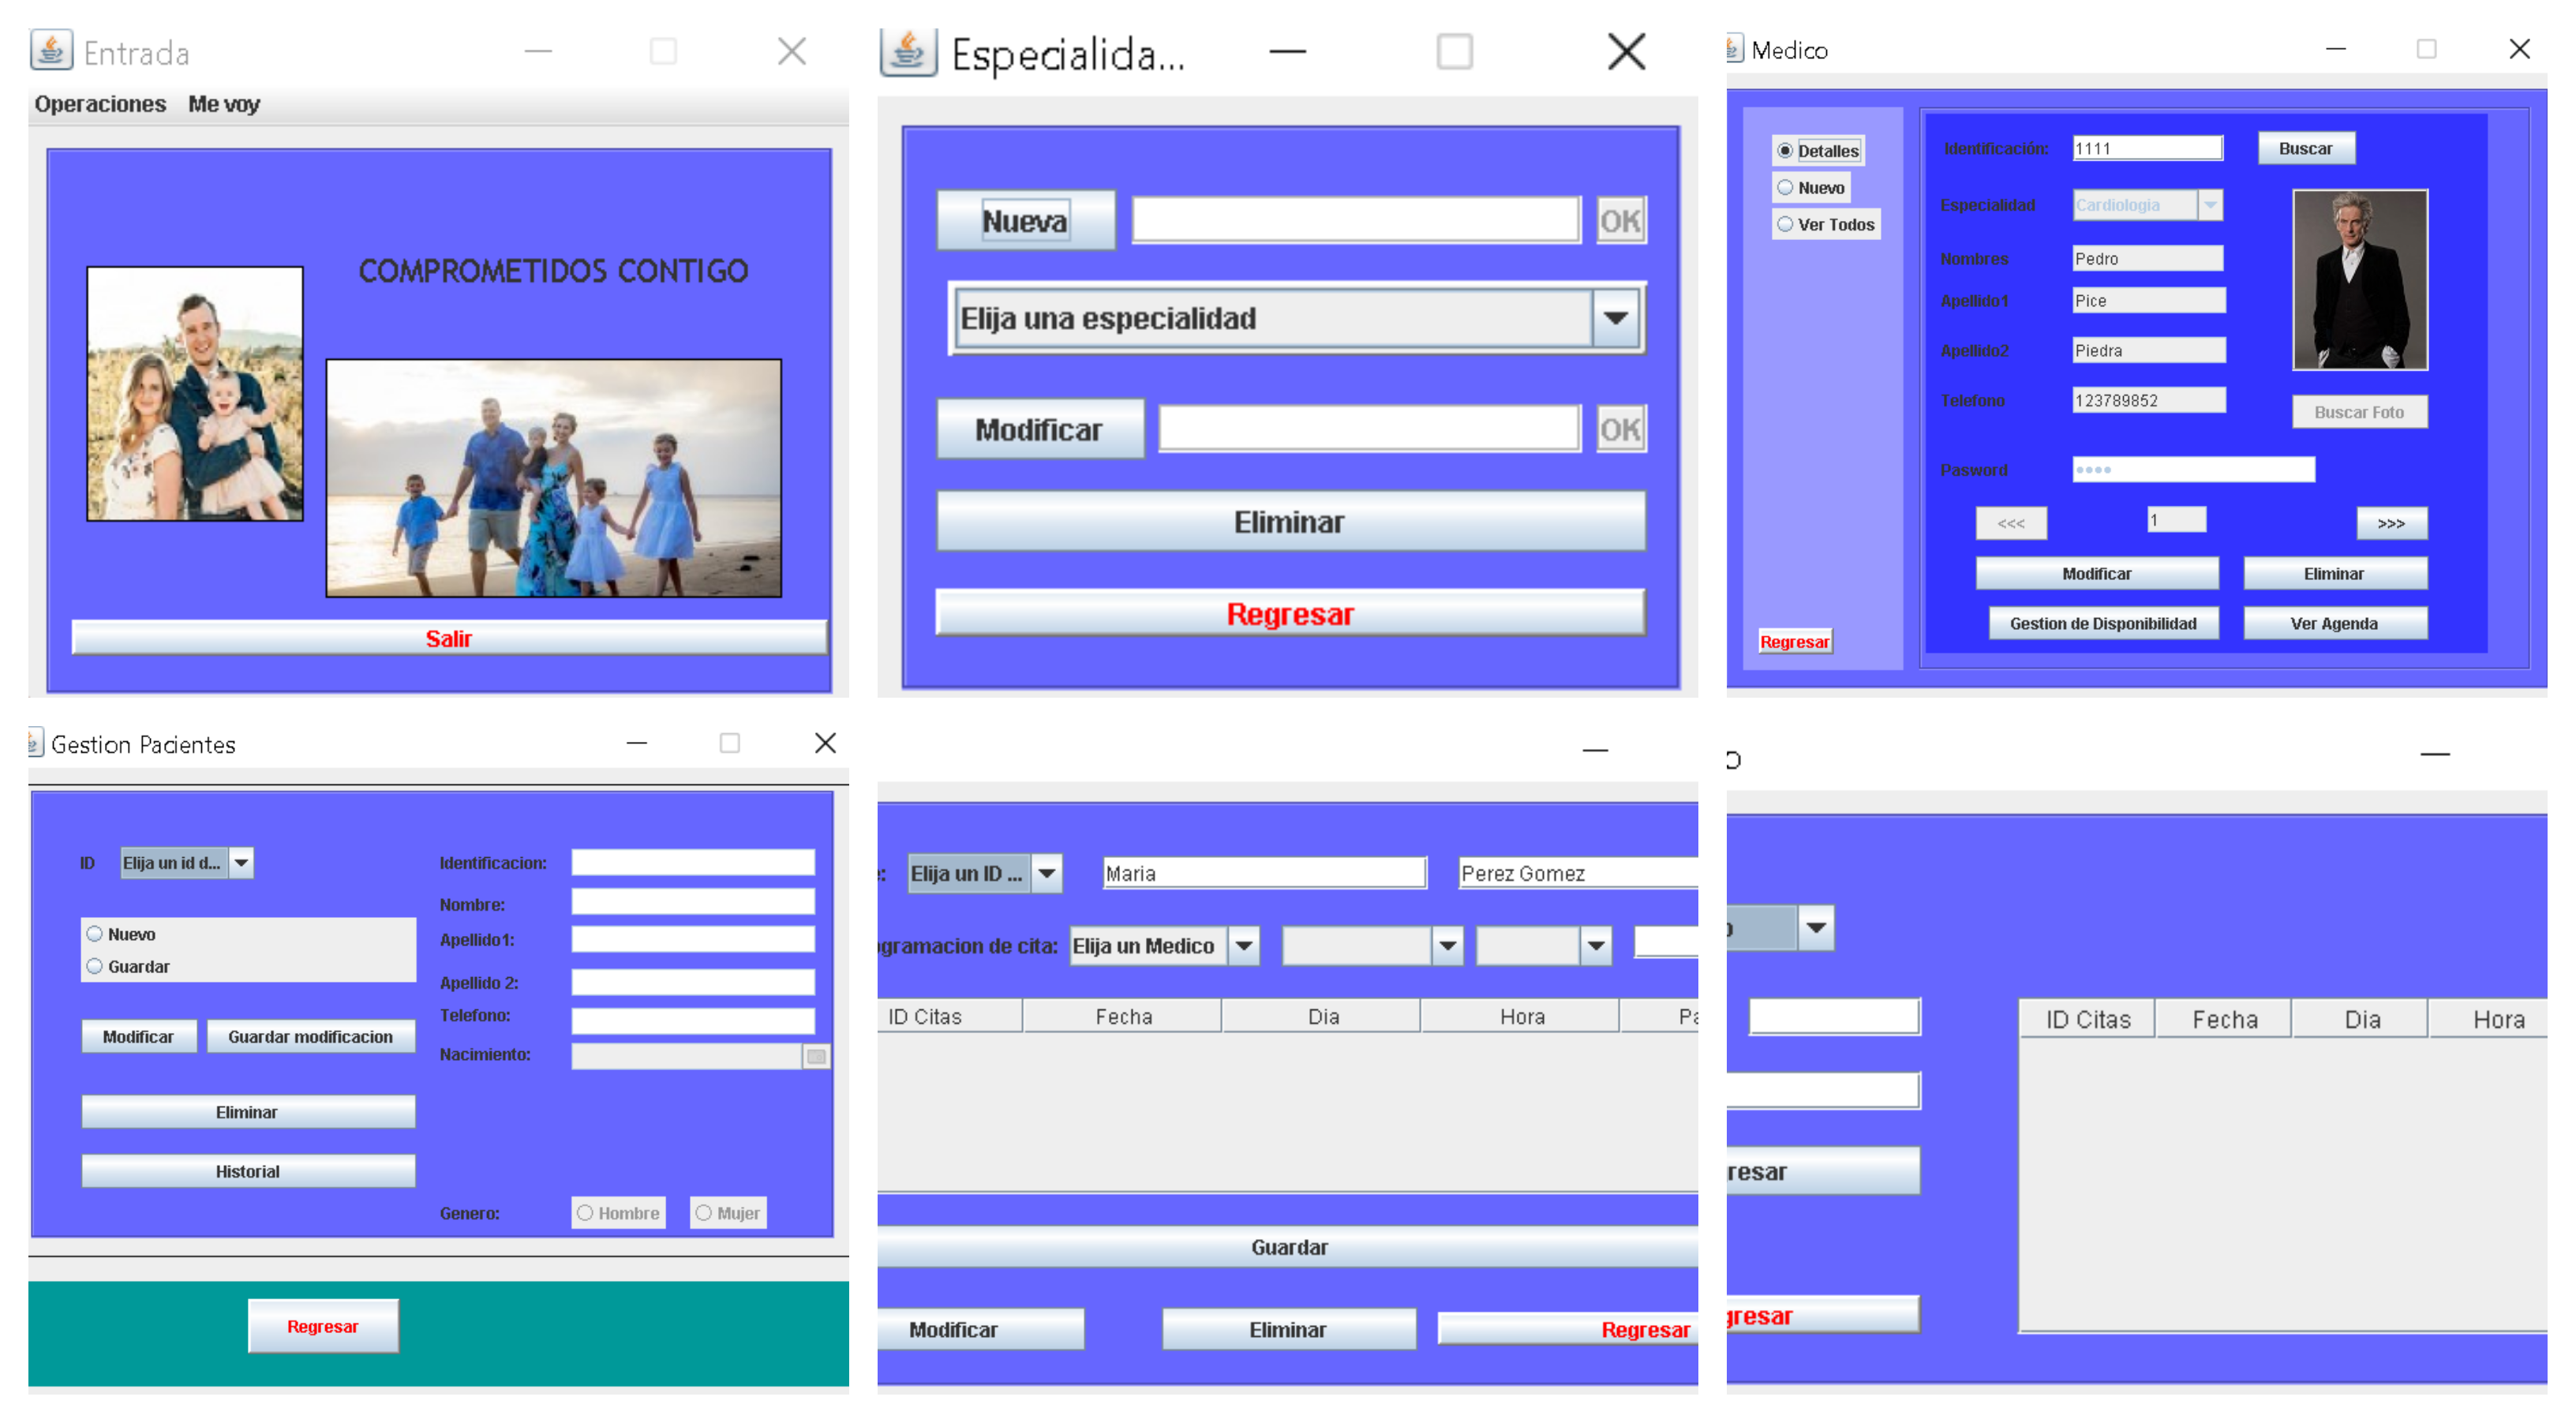 Entrada
Operaciones Me voy
COMPROMETIDOS CONTIGO
Salir
Especialida...
Nueva OK
Elija una especialidad
Modificar OK
Eliminar
Regresar
Medico
Detalles
Nuevo
Ver Todos
Regresar
Identificación: 1111 Buscar
Especialidad Cardiologia
Nombres Pedro
Apellido1 Pice
Apellido2 Piedra
Telefono 123789852
Buscar Foto
Pasword
<<< 1 >>>
Modificar Eliminar
Gestion de Disponibilidad Ver Agenda
Gestion Pacientes
ID Elija un id d...
Nuevo
Guardar
Modificar Guardar modificacion
Eliminar
Historial
Identificacion:
Nombre:
Apellido1:
Apellido 2:
Telefono:
Nacimiento:
Genero: Hombre Mujer
Regresar
Elija un ID ... Maria Perez Gomez
gramacion de cita: Elija un Medico
ID Citas Fecha Dia Hora Pa
Guardar
Modificar Eliminar Regresar
o
ID Citas Fecha Dia Hora
resar
gresar